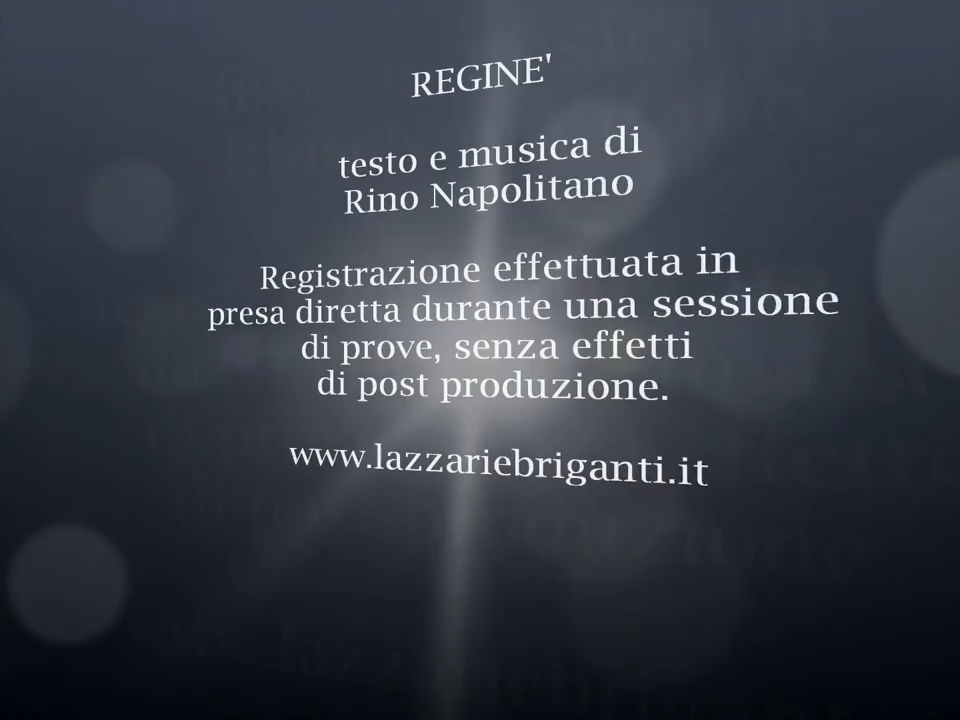 REGINE'
testo e musica di
Rino Napolitano
Registrazione effettuata in
presa diretta durante una sessione
di prove, senza effetti
di post produzione.
www.lazzariebriganti.it